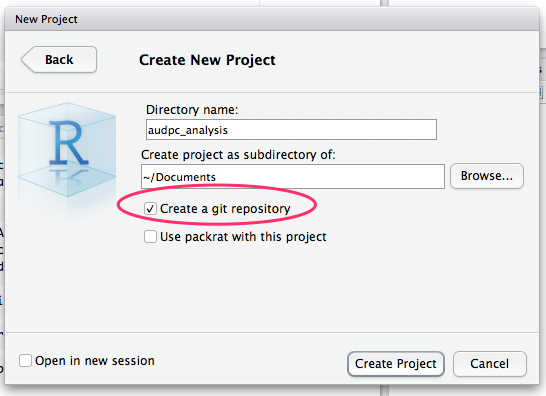 New Project
Back
Create New Project
Directory name:
audpc_analysis
Create project as subdirectory of:
~/Documents
Browse...
Create a git repository
Use packrat with this project
R
Open in new session
Create Project
Cancel